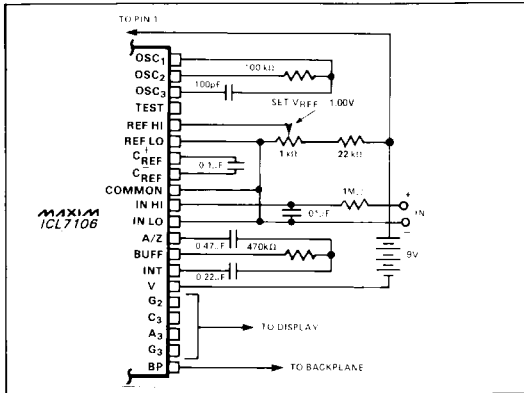 TO PIN 1
OSC1
100 kΩ
OSC2
100pf
OSC3
TEST
SET VREF 1.00V
REF HI
REF LO
1 kΩ
22 kΩ
C+REF
0.1µF
C-REF
COMMON
1MΩ
+
IN HI
.01µF
IN
IN LO
−
MAXIM
ICL7106
A/Z
0.47µF
470kΩ
BUFF
9V
0.22µF
INT
V
G2
C3
TO DISPLAY
A3
G3
BP
TO BACKPLANE